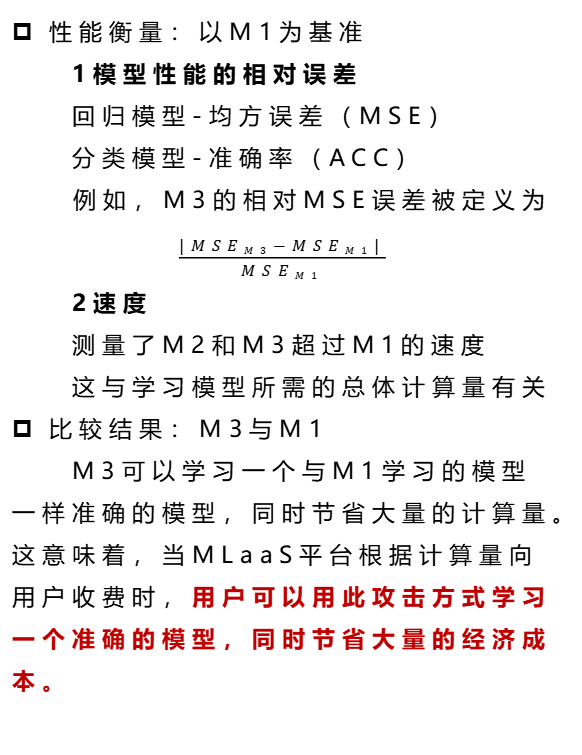 性能衡量：以M1为基准
1模型性能的相对误差
回归模型-均方误差（MSE）
分类模型-准确率（ACC）
例如，M3的相对MSE误差被定义为
|MSE_{M3}−MSE_{M1}|
MSE_{M1}
2速度
测量了M2和M3超过M1的速度
这与学习模型所需的总体计算量有关
比较结果：M3与M1
M3可以学习一个与M1学习的模型
一样准确的模型，同时节省大量的计算量。
这意味着，当MLaaS平台根据计算量向
用户收费时，用户可以用此攻击方式学习
一个准确的模型，同时节省大量的经济成
本。